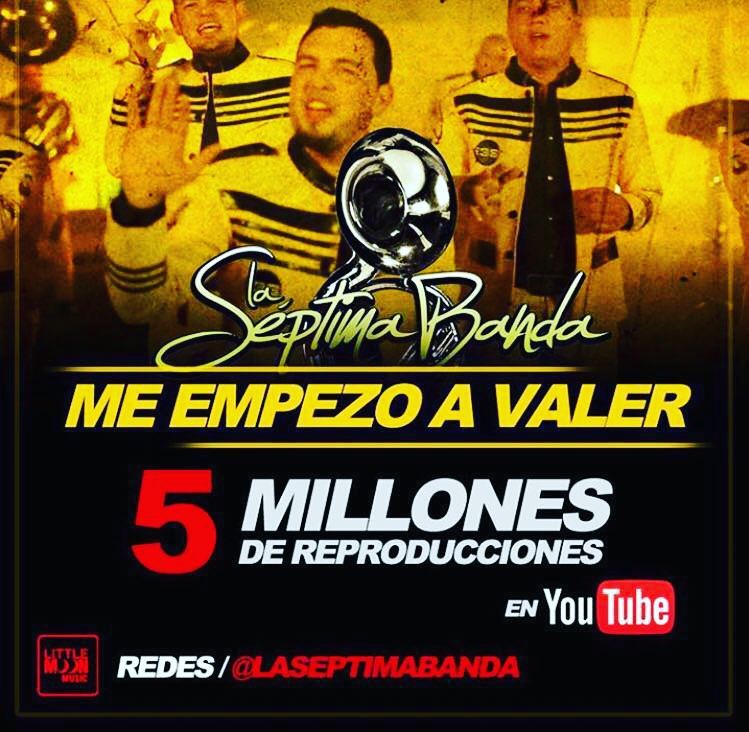 La Séptima Banda
ME EMPEZO A VALER
5 MILLONES
DE REPRODUCCIONES
EN YouTube
LITTLE
MOON
MUSIC
REDES / @LASEPTIMABANDA